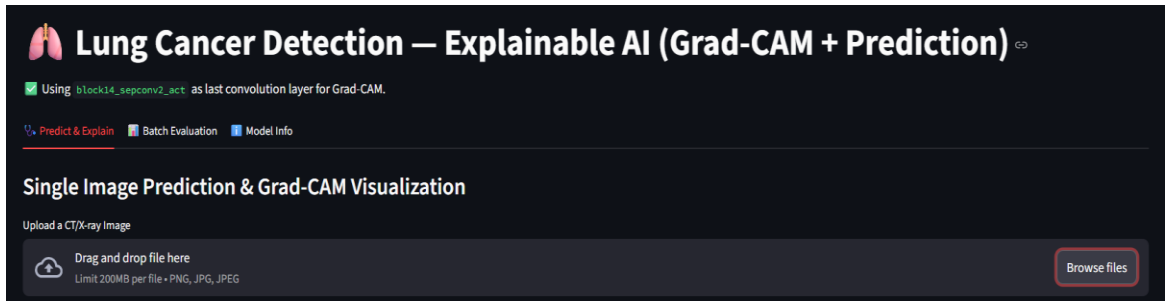 Lung Cancer Detection — Explainable AI (Grad-CAM + Prediction)
Using block14_sepconv2_act as last convolution layer for Grad-CAM.
Predict & Explain Batch Evaluation Model Info
Single Image Prediction & Grad-CAM Visualization
Upload a CT/X-ray Image
Drag and drop file here
Limit 200MB per file • PNG, JPG, JPEG
Browse files